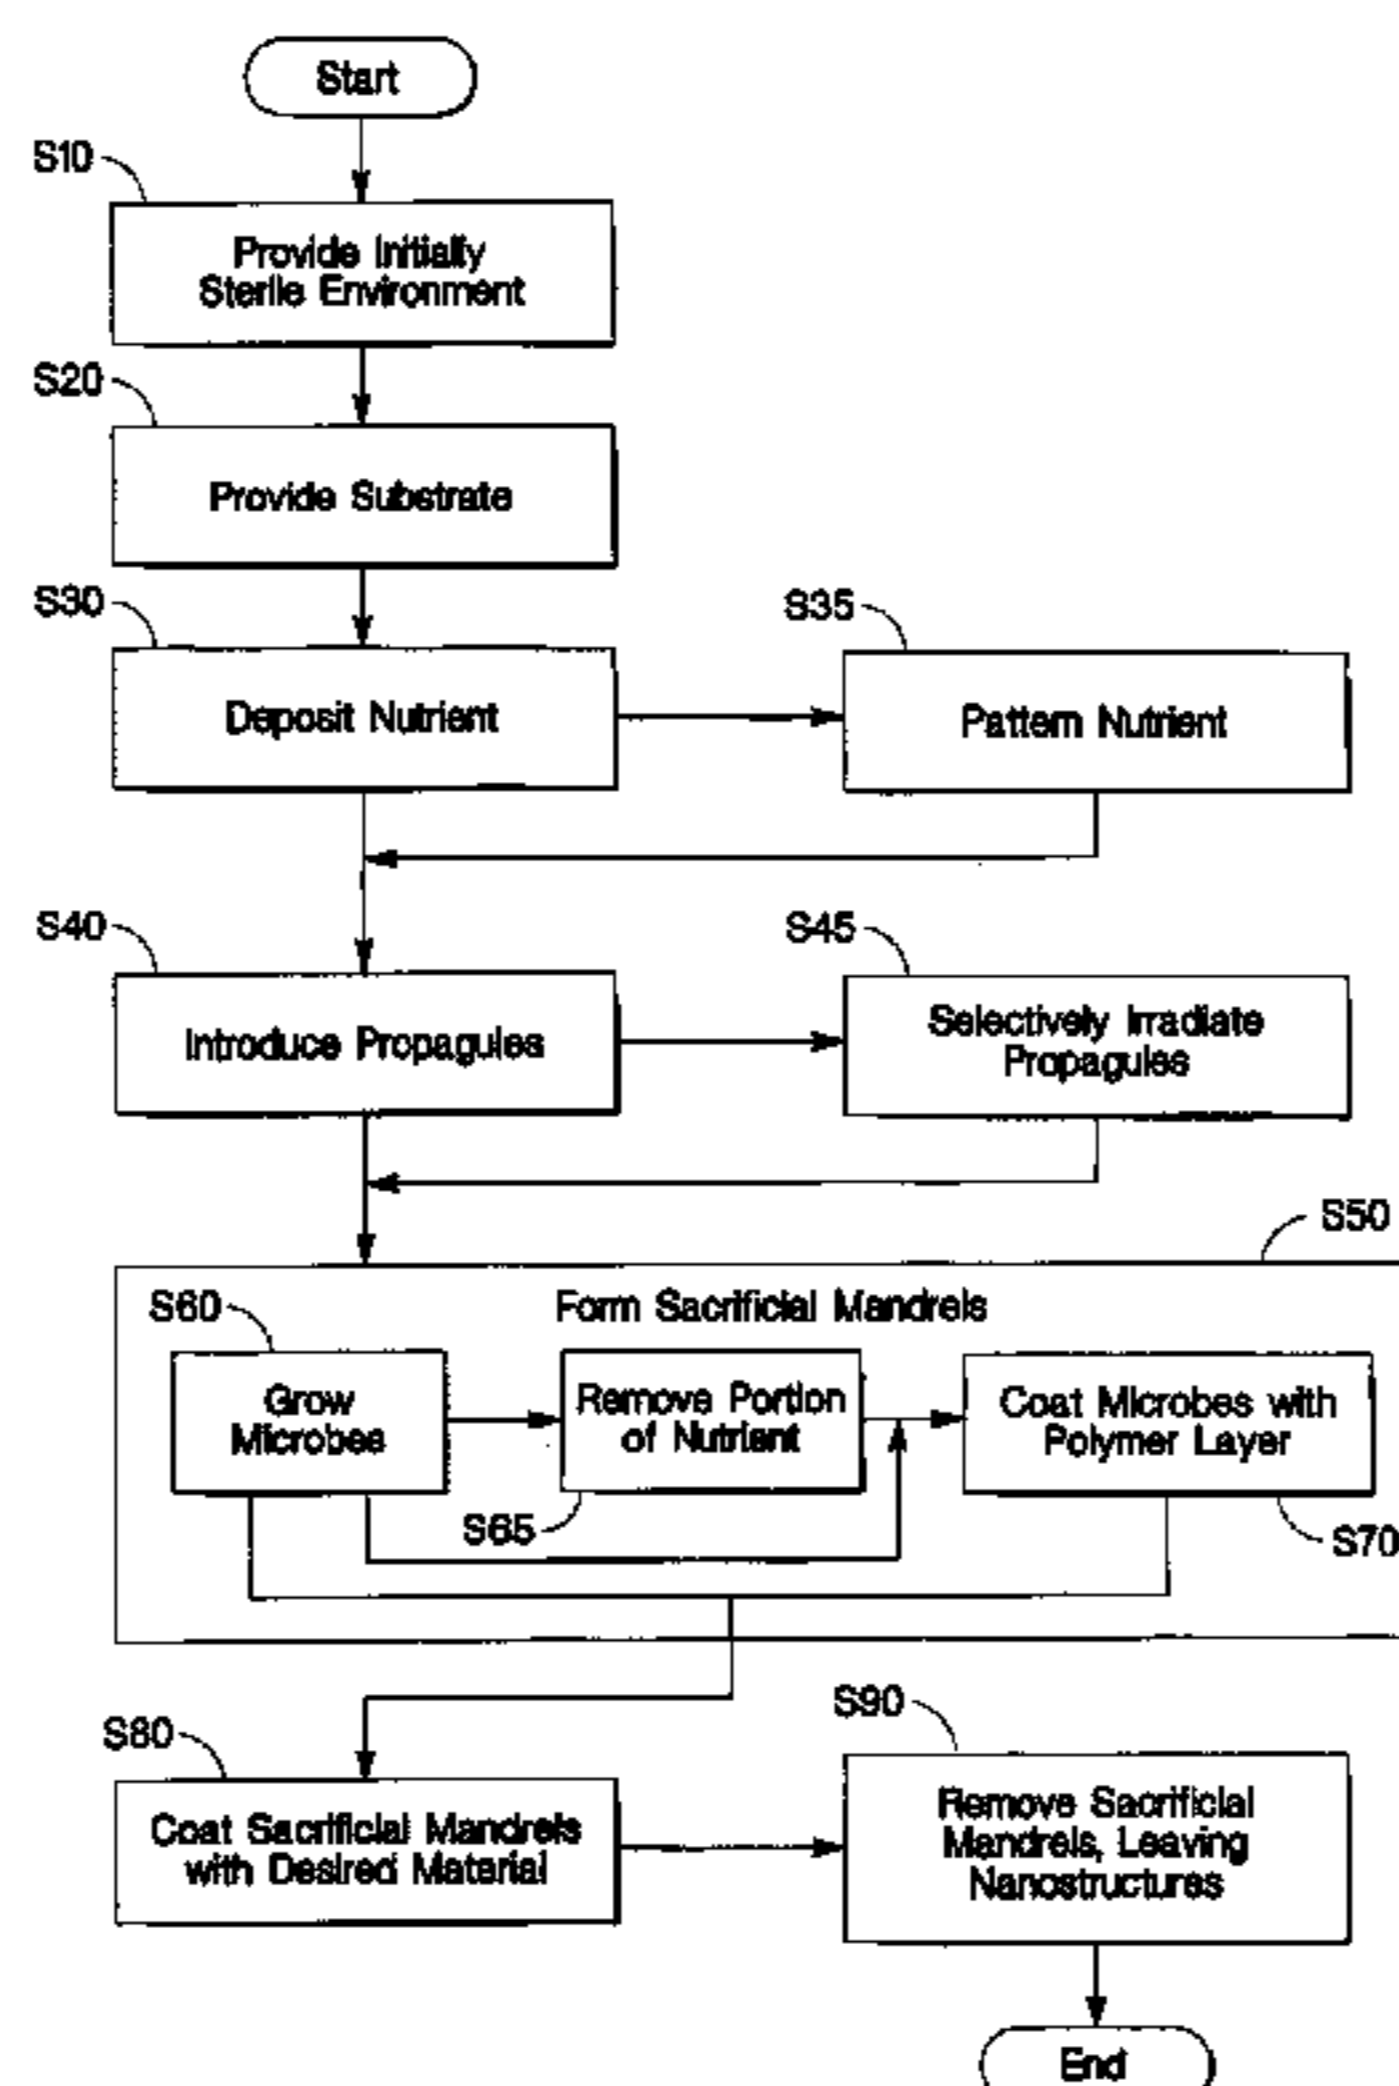 Start
S10
Provide Initially
Sterile Environment
S20
Provide Substrate
S30
Deposit Nutrient
S35
Pattern Nutrient
S40
Introduce Propagules
S45
Selectively Irradiate
Propagules
S50
Form Sacrificial Mandrels
S60
Grow
Microbes
Remove Portion
of Nutrient
S65
Coat Microbes with
Polymer Layer
S70
S80
Coat Sacrificial Mandrels
with Desired Material
S90
Remove Sacrificial
Mandrels, Leaving
Nanostructures
End